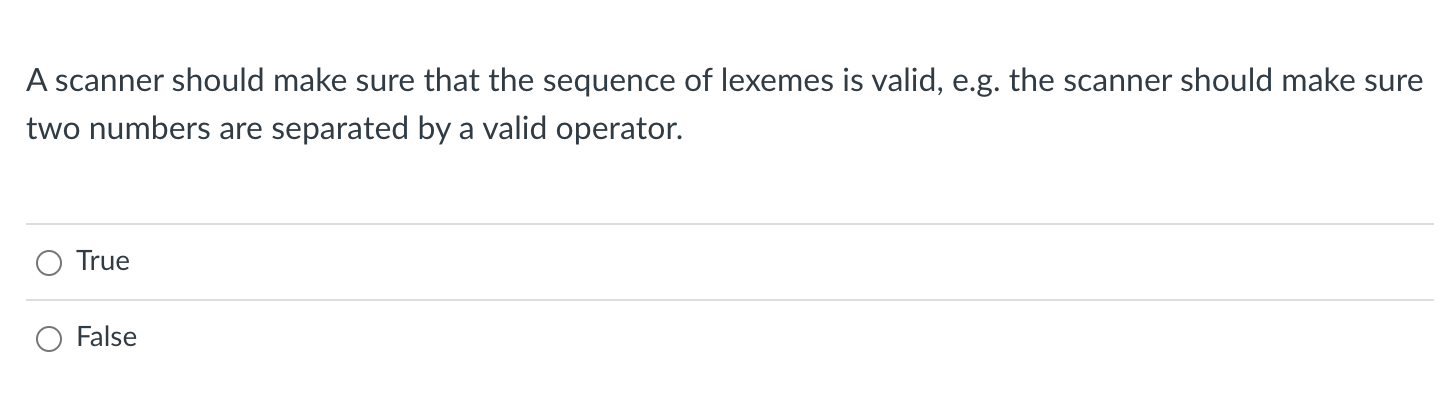 A scanner should make sure that the sequence of lexemes is valid, e.g. the scanner should make sure
two numbers are separated by a valid operator.
True
False